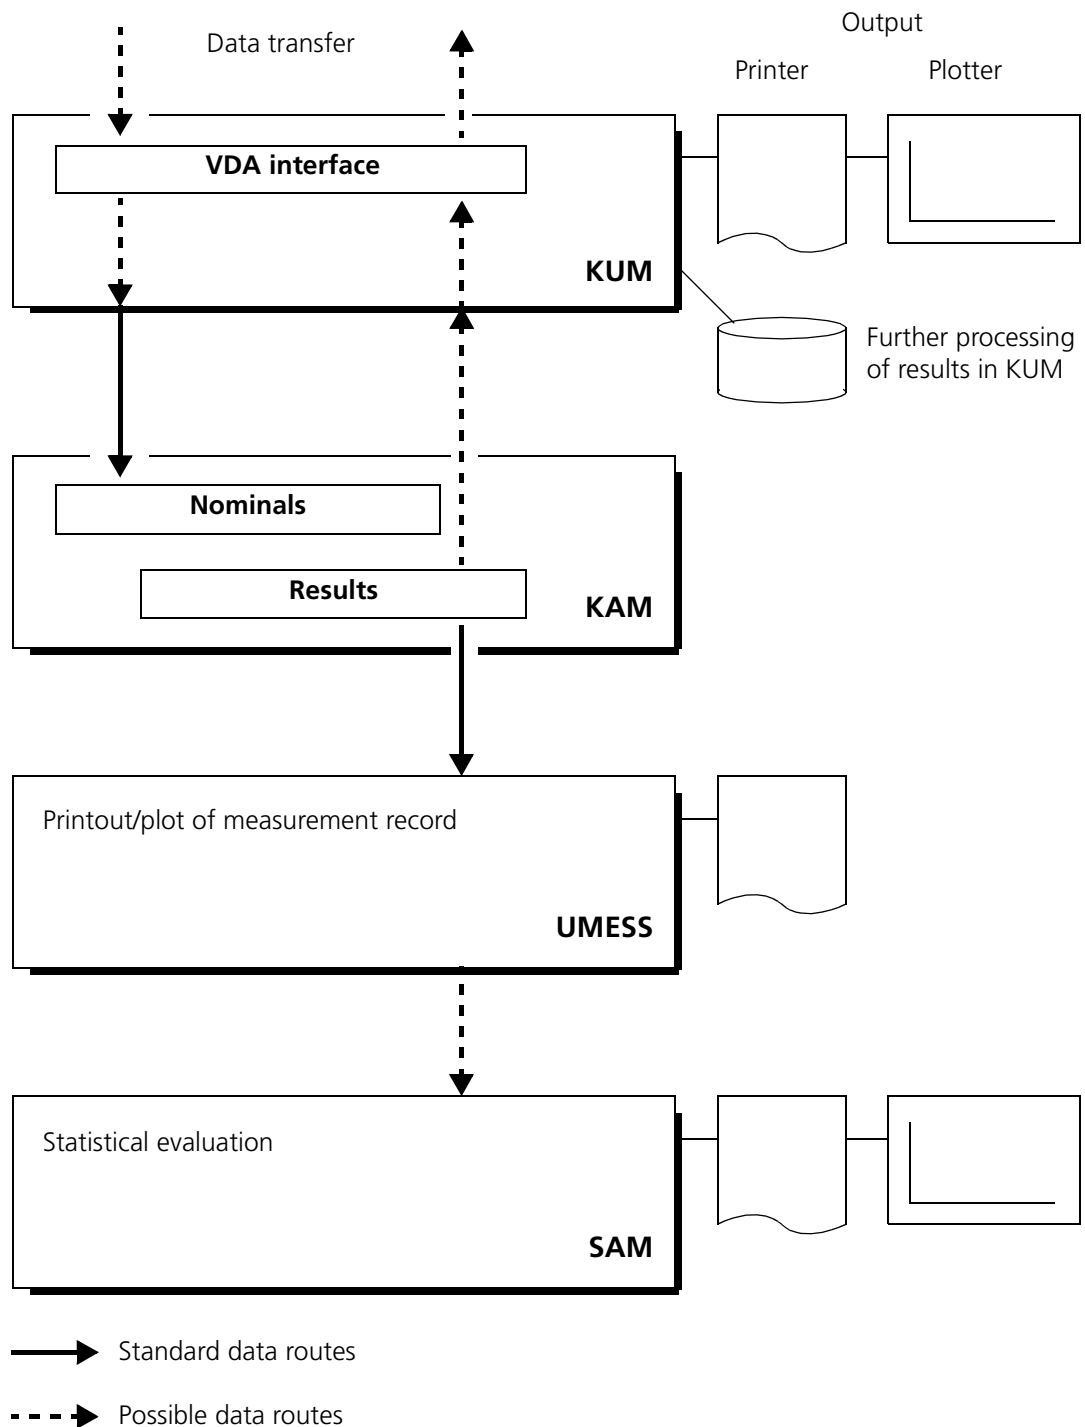 Output
Data transfer
Printer
Plotter
VDA interface
KUM
Further processing
of results in KUM
Nominals
Results
KAM
Printout/plot of measurement record
UMESS
Statistical evaluation
SAM
Standard data routes
Possible data routes